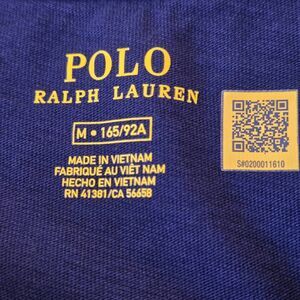 POLO
RALPH LAUREN
M • 165/92A
MADE IN VIETNAM
FABRIQUÉ AU VIÊT NAM
HECHO EN VIETNAM
RN 41381/CA 56658
S#0200011610